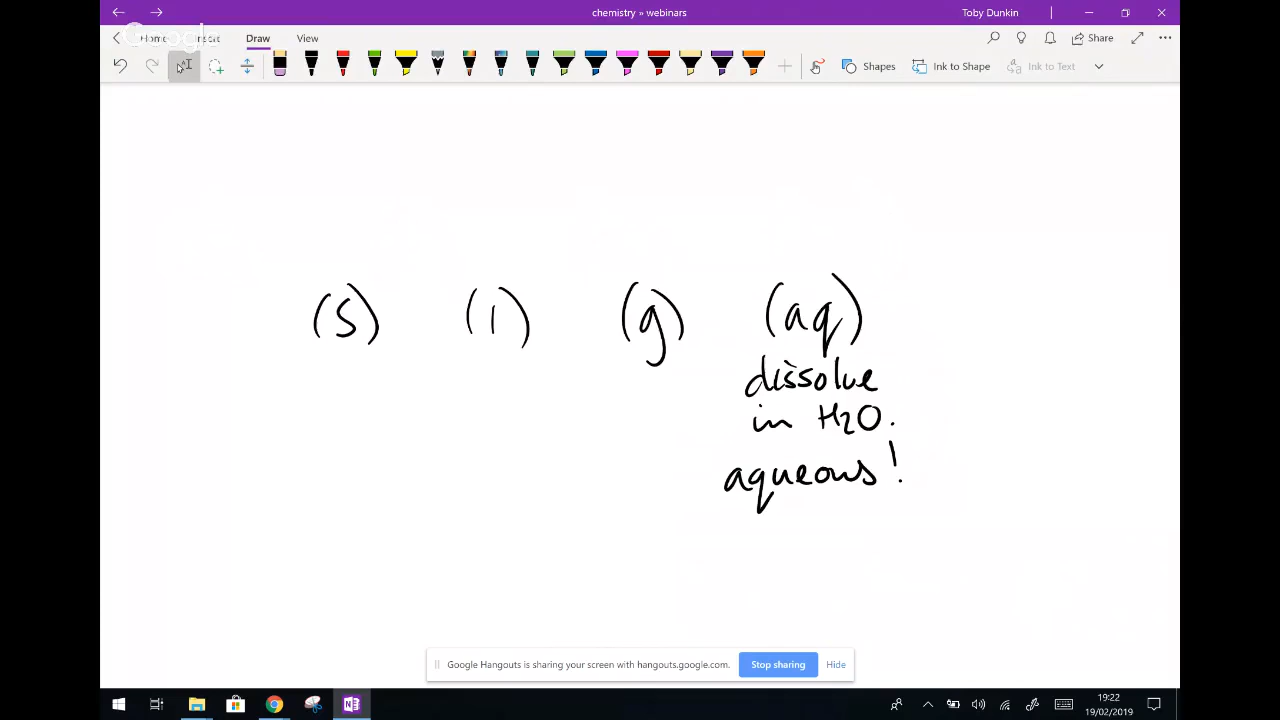 chemistry » webinars
Toby Dunkin
Google
Home
Insert
Draw
View
Share
Shapes
Ink to Shape
Ink to Text
(s) (l) (g) (aq)
dissolve
in H2O.
aqueous!
Google Hangouts is sharing your screen with hangouts.google.com.
Stop sharing
Hide
19:22
19/02/2019